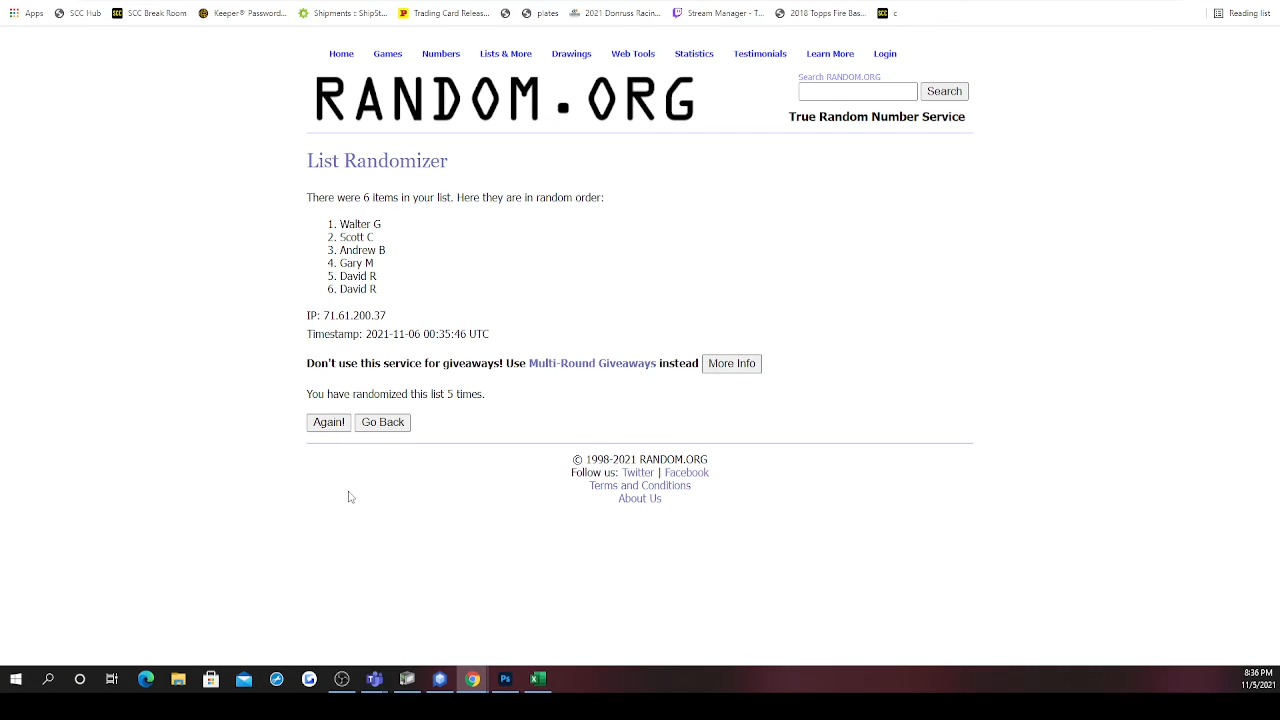 Apps SCC Hub SCC Break Room Keeper® Password... Shipments :: ShipSt... Trading Card Releas... plates 2021 Donruss Racin... Stream Manager - T... 2018 Topps Fire Bas... c Reading list
Home Games Numbers Lists & More Drawings Web Tools Statistics Testimonials Learn More Login
RANDOM.ORG
Search RANDOM.ORG
Search
True Random Number Service
List Randomizer
There were 6 items in your list. Here they are in random order:
1. Walter G
2. Scott C
3. Andrew B
4. Gary M
5. David R
6. David R
IP: 71.61.200.37
Timestamp: 2021-11-06 00:35:46 UTC
Don't use this service for giveaways! Use Multi-Round Giveaways instead More Info
You have randomized this list 5 times.
Again! Go Back
© 1998-2021 RANDOM.ORG
Follow us: Twitter | Facebook
Terms and Conditions
About Us
8:36 PM
11/5/2021